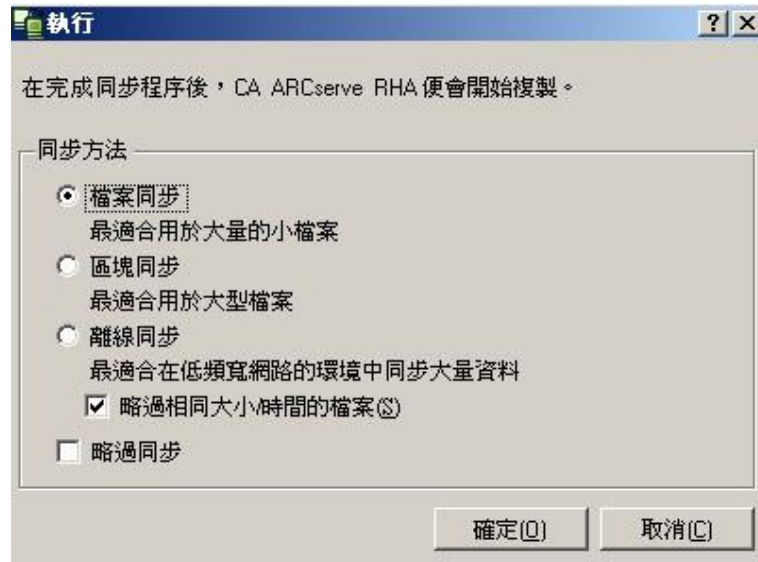 執行
在完成同步程序後，CA ARCserve RHA 便會開始複製。
同步方法
檔案同步
最適合用於大量的小檔案
區塊同步
最適合用於大型檔案
離線同步
最適合在低頻寬網路的環境中同步大量資料
略過相同大小/時間的檔案(S)
略過同步
確定(O) 取消(C)